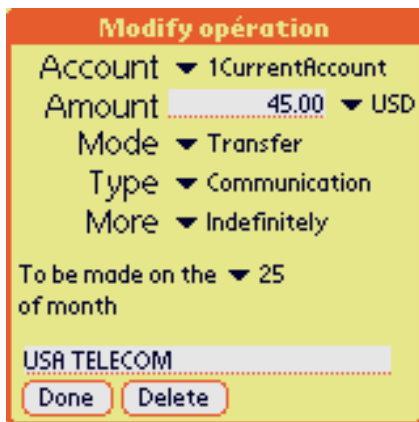 Modify opération
Account 1CurrentAccount
Amount 45.00 USD
Mode Transfer
Type Communication
More Indefinitely
To be made on the 25
of month
USA TELECOM
Done Delete